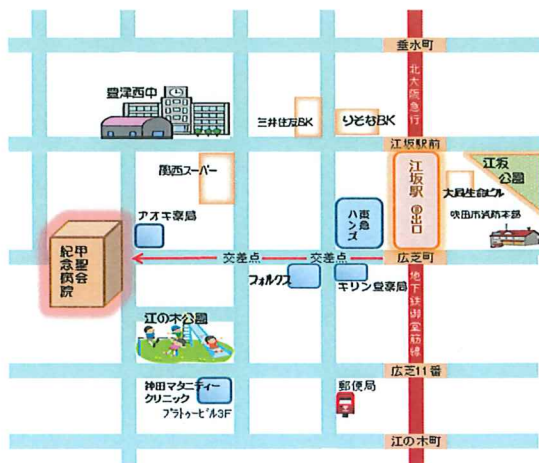 垂水町
北大阪急行
豊津西中
三井住友BK
りそなBK
江坂駅前
関西スーパー
江坂駅
⑧出口
江坂
公園
大同生命ビル
吹田市消防本部
アオキ薬局
東急
ハンズ
甲聖会
紀念病院
交差点
交差点
広芝町
フォルクス
キリン堂薬局
地下鉄御堂筋線
江の木公園
広芝11番
神田マタニティー
クリニック
プラトゥービル3F
郵便局
江の木町